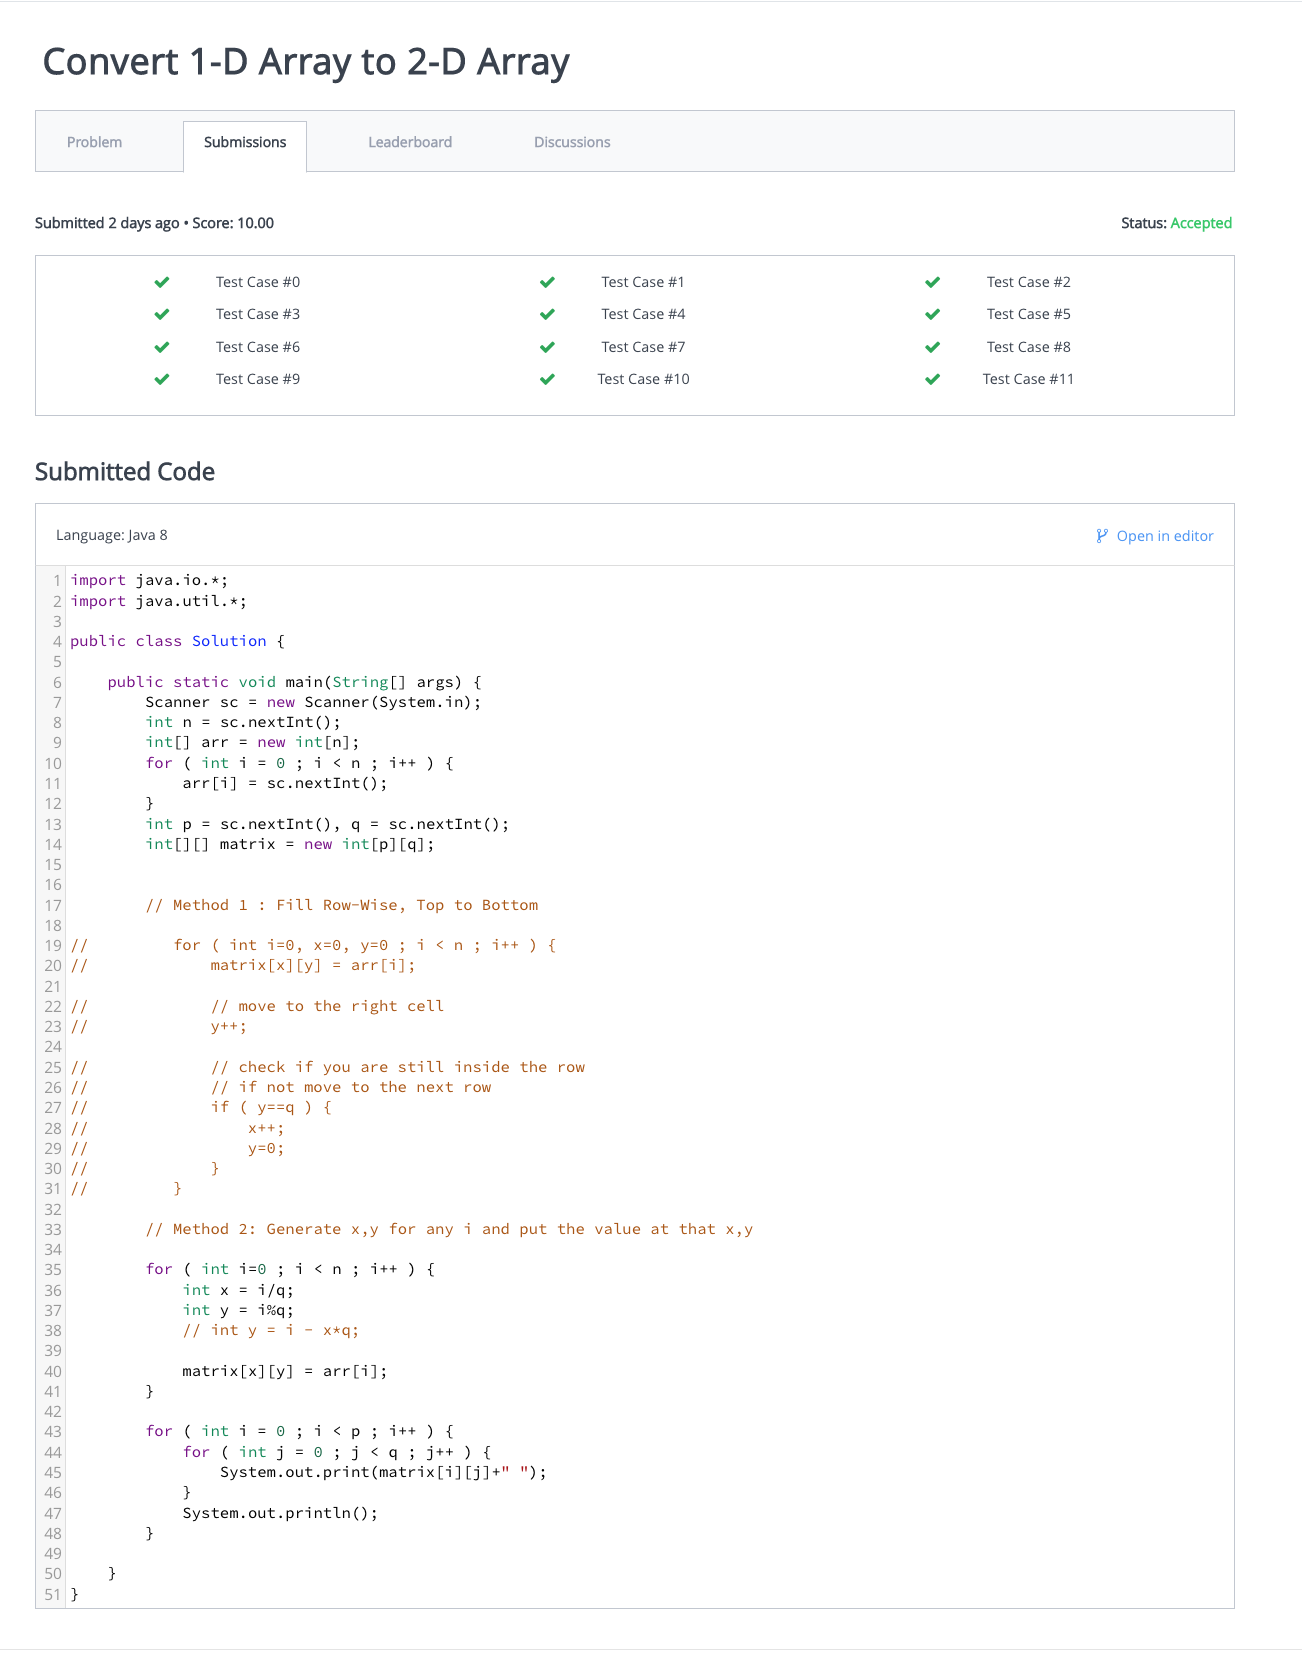 Convert 1-D Array to 2-D Array
Problem Submissions Leaderboard Discussions
Submitted 2 days ago • Score: 10.00 Status: Accepted
Test Case #0 Test Case #1 Test Case #2
Test Case #3 Test Case #4 Test Case #5
Test Case #6 Test Case #7 Test Case #8
Test Case #9 Test Case #10 Test Case #11
Submitted Code
Language: Java 8 Open in editor
1 import java.io.*;
2 import java.util.*;
3
4 public class Solution {
5
6     public static void main(String[] args) {
7         Scanner sc = new Scanner(System.in);
8         int n = sc.nextInt();
9         int[] arr = new int[n];
10         for ( int i = 0 ; i < n ; i++ ) {
11             arr[i] = sc.nextInt();
12         }
13         int p = sc.nextInt(), q = sc.nextInt();
14         int[][] matrix = new int[p][q];
15
16
17         // Method 1 : Fill Row-Wise, Top to Bottom
18
19 //         for ( int i=0, x=0, y=0 ; i < n ; i++ ) {
20 //             matrix[x][y] = arr[i];
21
22 //             // move to the right cell
23 //             y++;
24
25 //             // check if you are still inside the row
26 //             // if not move to the next row
27 //             if ( y==q ) {
28 //                 x++;
29 //                 y=0;
30 //             }
31 //         }
32
33         // Method 2: Generate x,y for any i and put the value at that x,y
34
35         for ( int i=0 ; i < n ; i++ ) {
36             int x = i/q;
37             int y = i%q;
38             // int y = i - x*q;
39
40             matrix[x][y] = arr[i];
41         }
42
43         for ( int i = 0 ; i < p ; i++ ) {
44             for ( int j = 0 ; j < q ; j++ ) {
45                 System.out.print(matrix[i][j]+" ");
46             }
47             System.out.println();
48         }
49
50     }
51 }